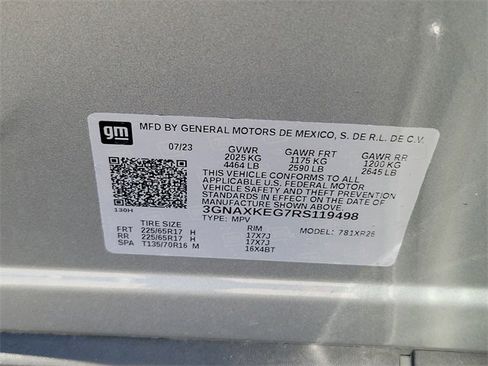 gm
MFD BY GENERAL MOTORS DE MEXICO, S. DE R.L. DE C.V.
07/23 GVWR GAWR FRT GAWR RR
2025 KG 1175 KG 1200 KG
4464 LB 2590 LB 2645 LB
THIS VEHICLE CONFORMS TO ALL
APPLICABLE U.S. FEDERAL MOTOR
VEHICLE SAFETY AND THEFT PREVENTION
STANDARDS IN EFFECT ON THE DATE OF
MANUFACTURE SHOWN ABOVE.
130H 3GNAXKEG7RS119498
TYPE: MPV
TIRE SIZE RIM MODEL: 781XR26
FRT 225/65R17 H 17X7J
RR 225/65R17 H 17X7J
SPA T135/70R16 M 16X4BT